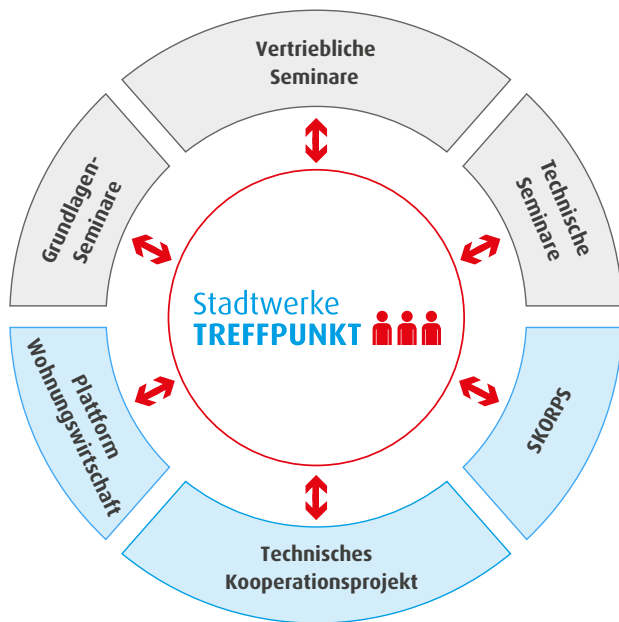 Vertriebliche
Seminare
Technische
Seminare
SKORPS
Technisches
Kooperationsprojekt
Plattform
Wohnungswirtschaft
Grundlagen-
Seminare
Stadtwerke
TREFFPUNKT